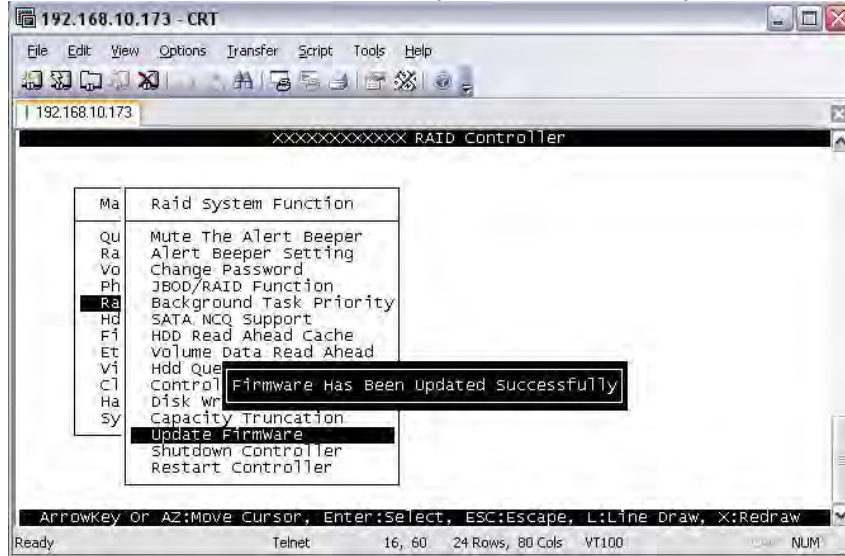 192.168.10.173 - CRT
File Edit View Options Transfer Script Tools Help
192.168.10.173
XXXXXXXXXXXX RAID Controller
Ma
Raid System Function
Qu
Mute The Alert Beeper
Ra
Alert Beeper Setting
Vo
Change Password
Ph
JBOD/RAID Function
Ra
Background Task Priority
Hd
SATA NCQ Support
Fi
HDD Read Ahead Cache
Et
Volume Data Read Ahead
Vi
Hdd Que
Cl
Control
Firmware Has Been Updated Successfully
Ha
Disk Wr
Sy
Capacity Truncation
Update Firmware
Shutdown Controller
Restart Controller
ArrowKey Or AZ:Move Cursor, Enter:Select, ESC:Escape, L:Line Draw, X:Redraw
Ready Telnet 16, 60 24 Rows, 80 Cols VT100 NUM